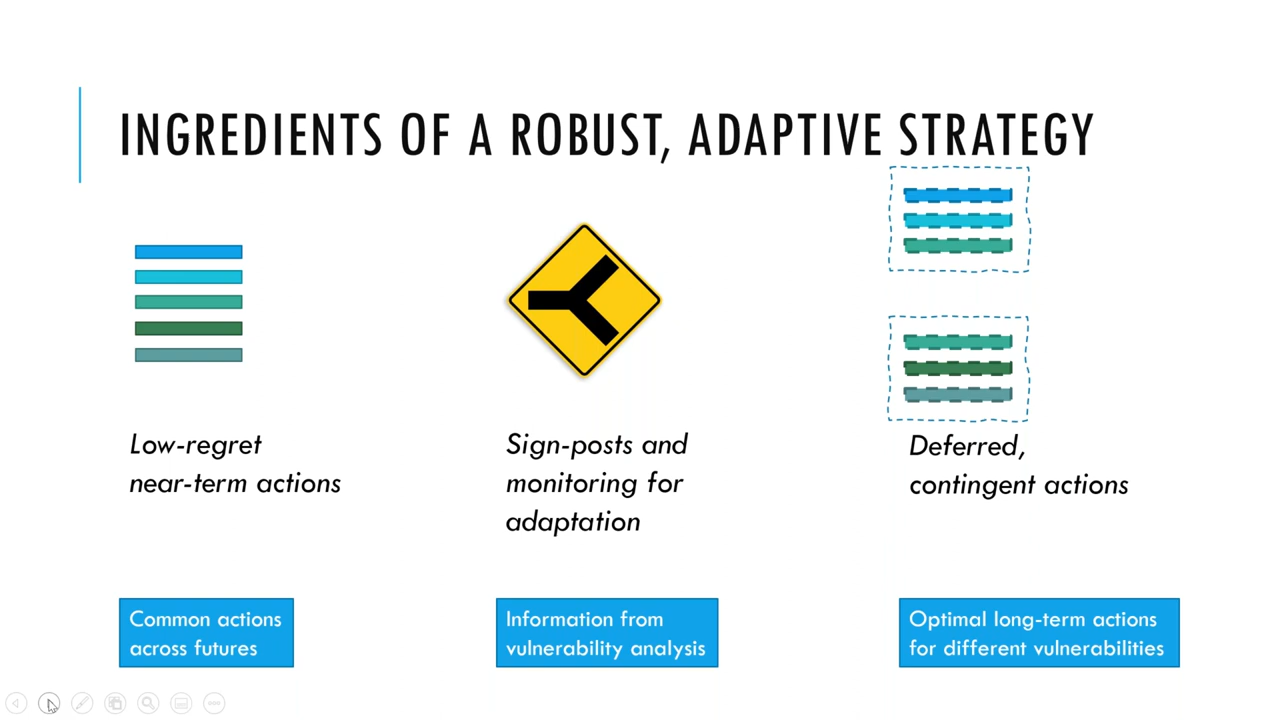 INGREDIENTS OF A ROBUST, ADAPTIVE STRATEGY
Low-regret
near-term actions
Sign-posts and
monitoring for
adaptation
Deferred,
contingent actions
Common actions
across futures
Information from
vulnerability analysis
Optimal long-term actions
for different vulnerabilities